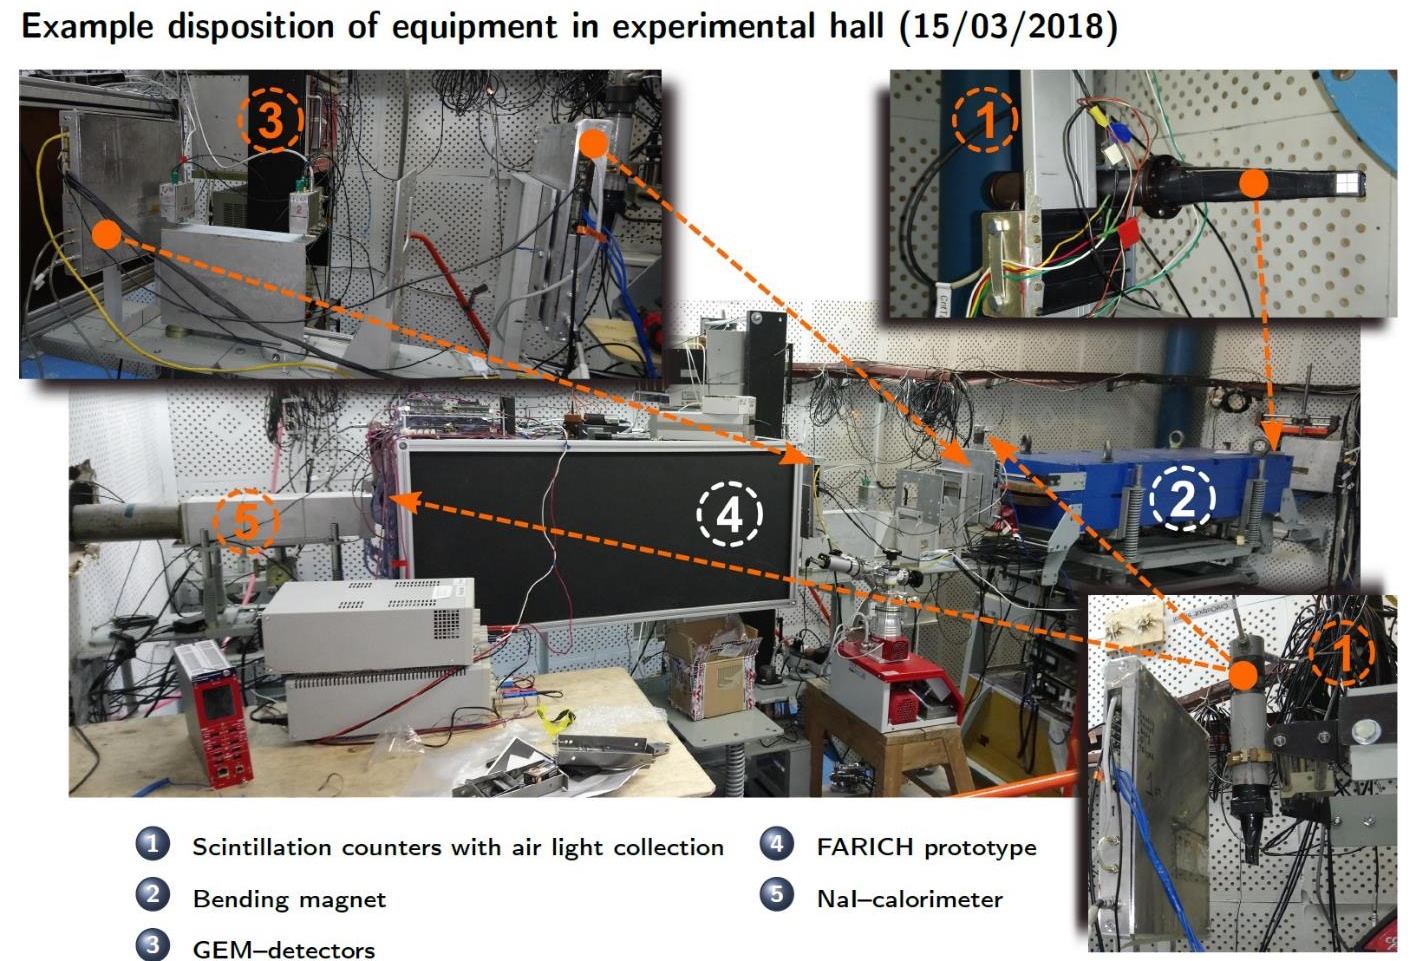 Example disposition of equipment in experimental hall (15/03/2018)
3
1
4
2
5
1
1 Scintillation counters with air light collection
2 Bending magnet
3 GEM–detectors
4 FARICH prototype
5 NaI–calorimeter